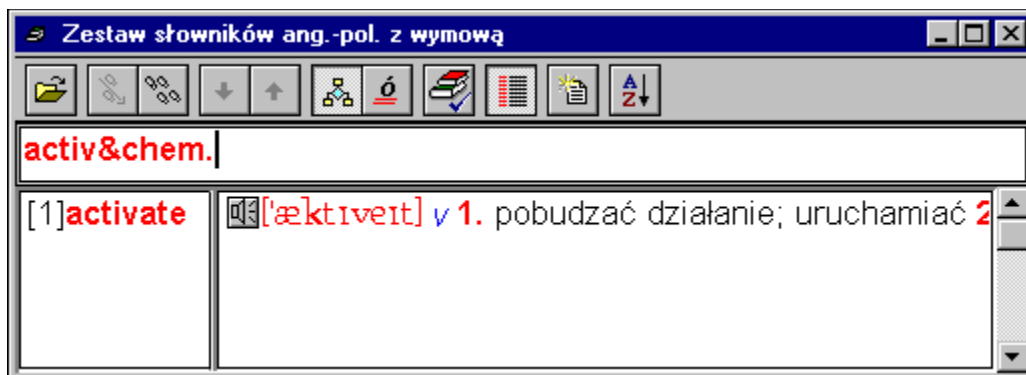 Zestaw słowników ang.-pol. z wymową
activ&chem.
[1]activate ['æktɪveɪt] v 1. pobudzać działanie; uruchamiać 2